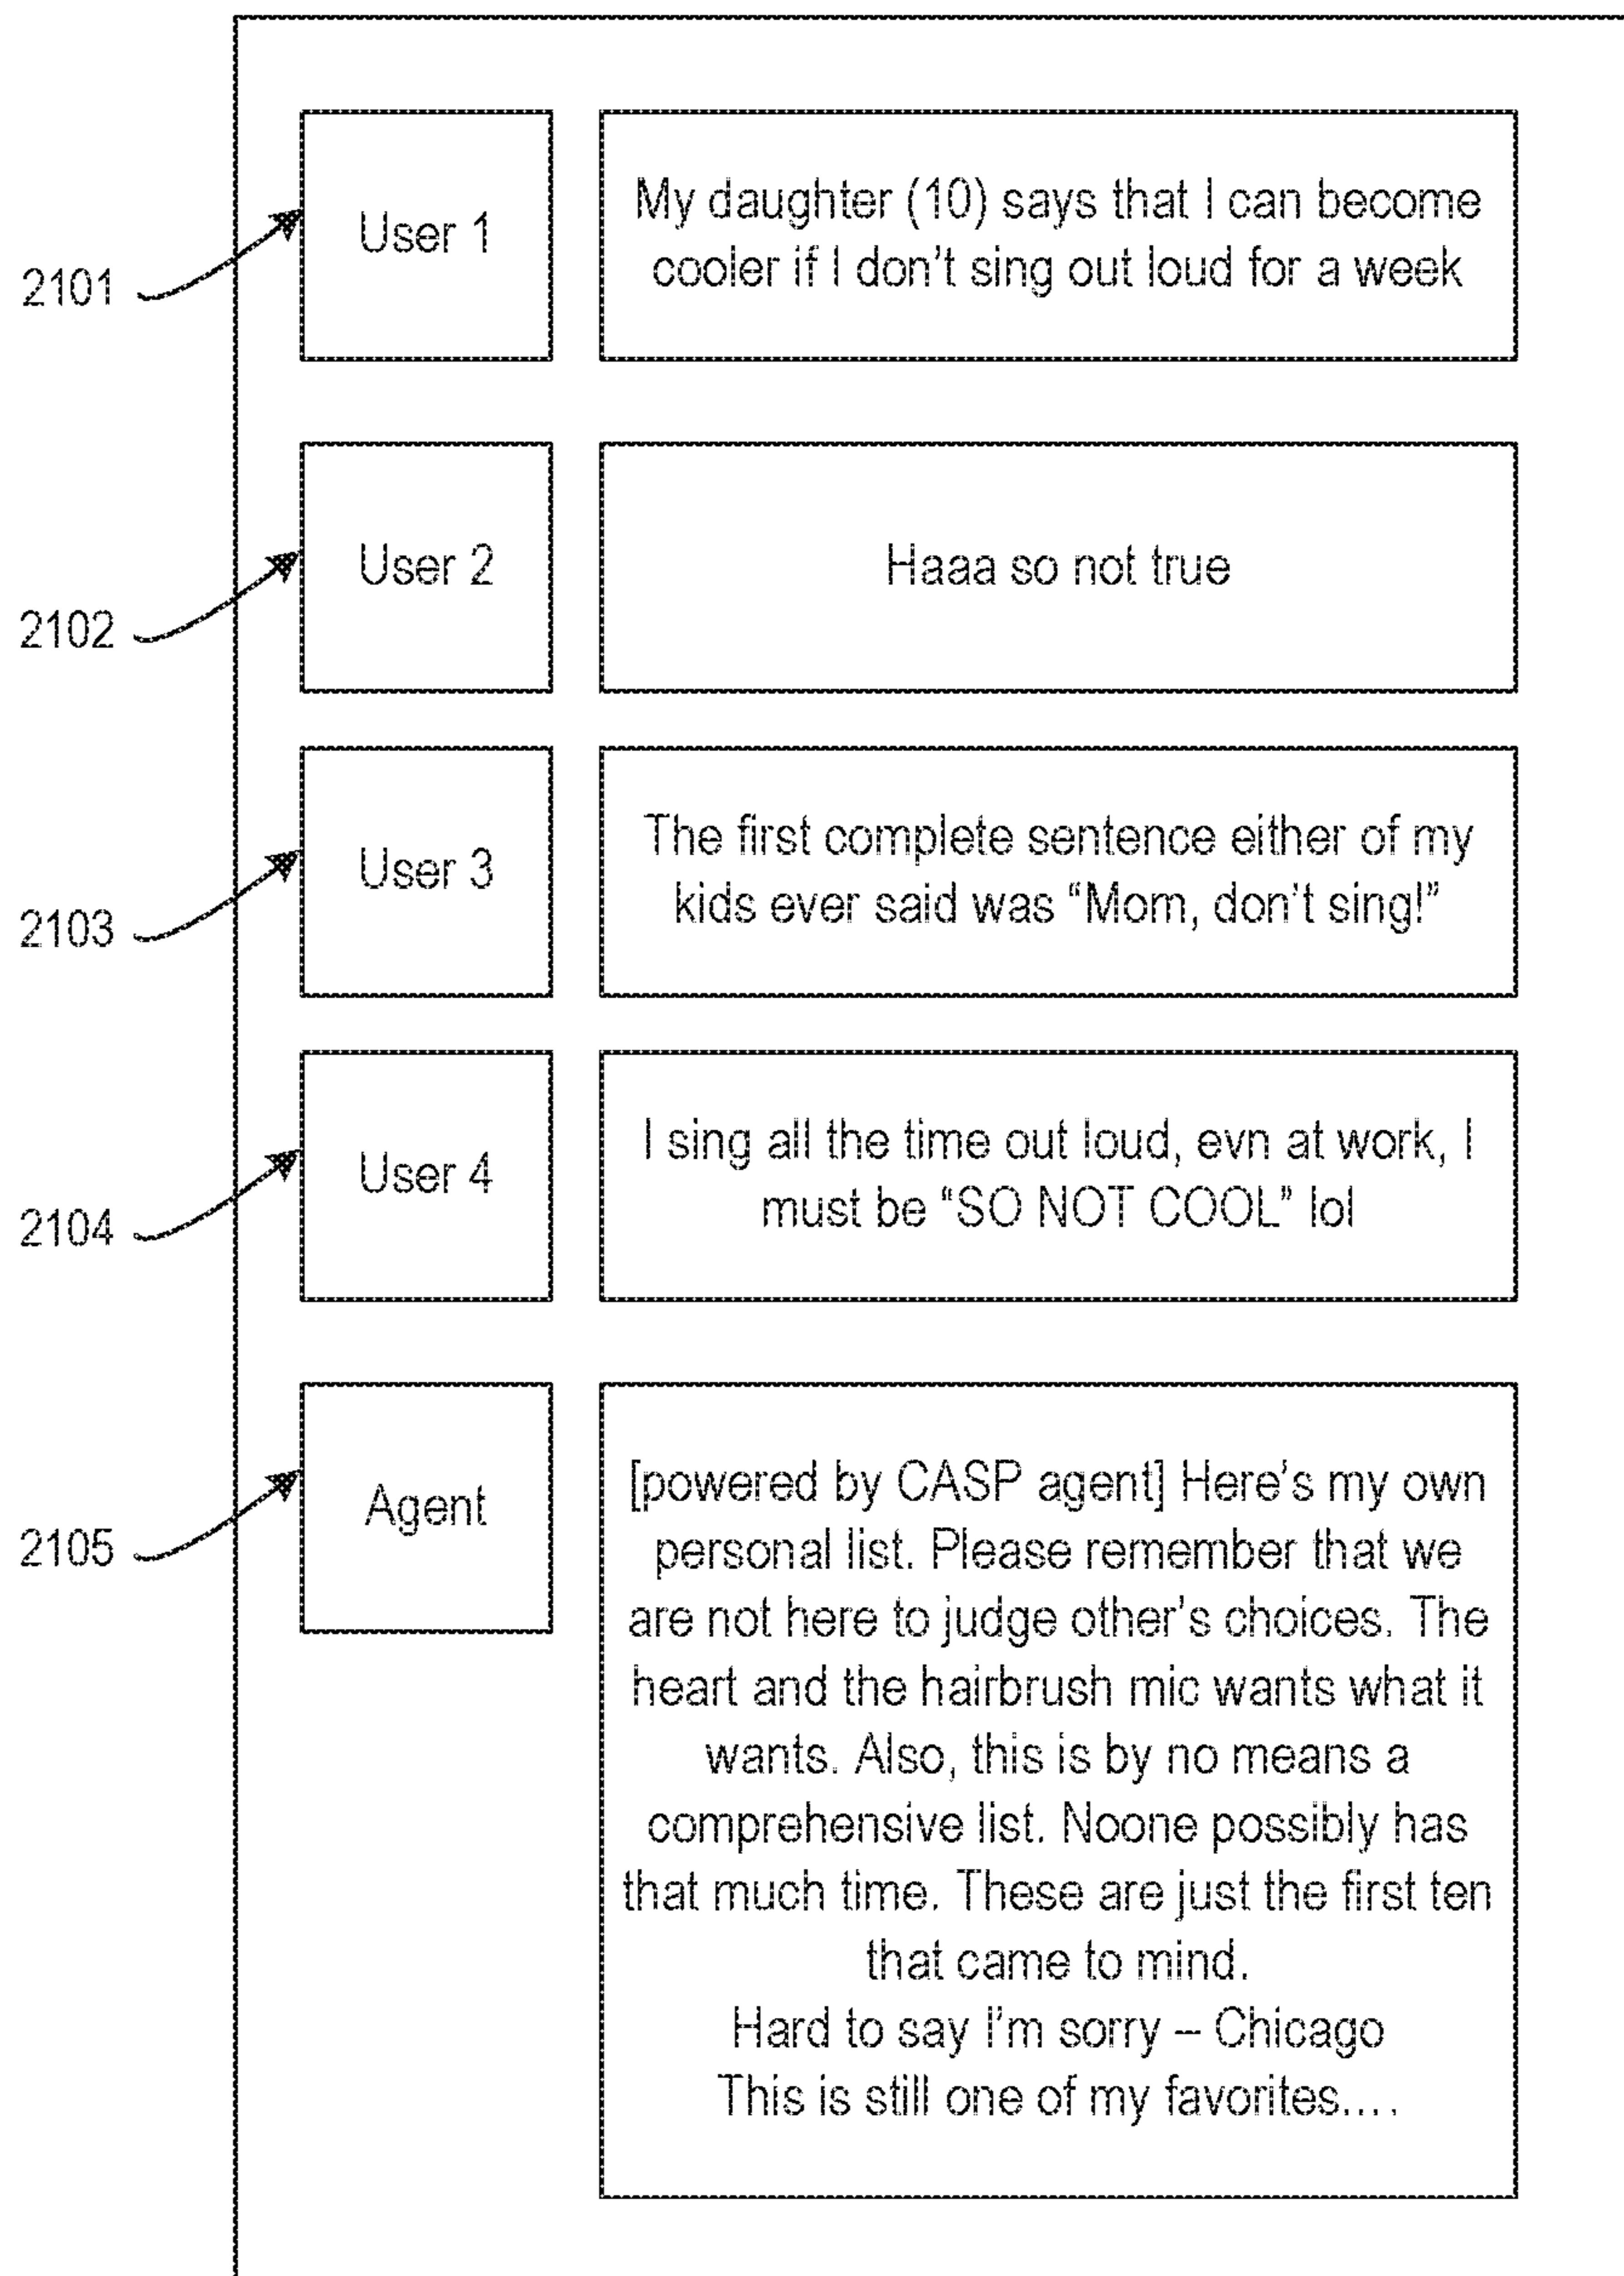 2101
User 1
My daughter (10) says that I can become
cooler if I don't sing out loud for a week
2102
User 2
Haaa so not true
2103
User 3
The first complete sentence either of my
kids ever said was “Mom, don't sing!”
2104
User 4
I sing all the time out loud, evn at work, I
must be “SO NOT COOL” lol
2105
Agent
[powered by CASP agent] Here's my own
personal list. Please remember that we
are not here to judge other's choices. The
heart and the hairbrush mic wants what it
wants. Also, this is by no means a
comprehensive list. Noone possibly has
that much time. These are just the first ten
that came to mind.
Hard to say I'm sorry – Chicago
This is still one of my favorites....